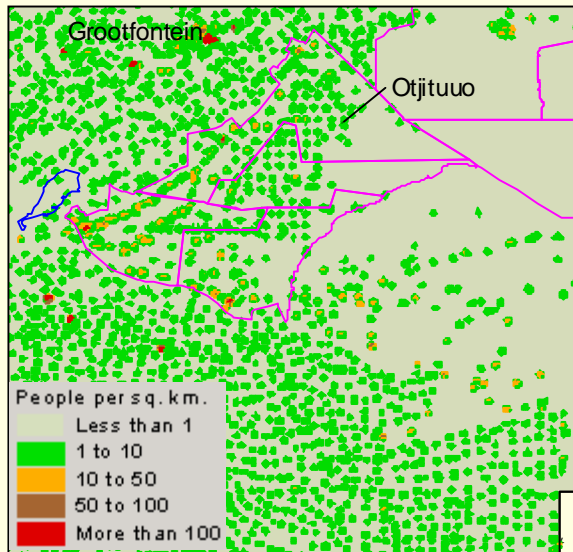 Grootfontein
Otjituuo
People per sq. km.
Less than 1
1 to 10
10 to 50
50 to 100
More than 100